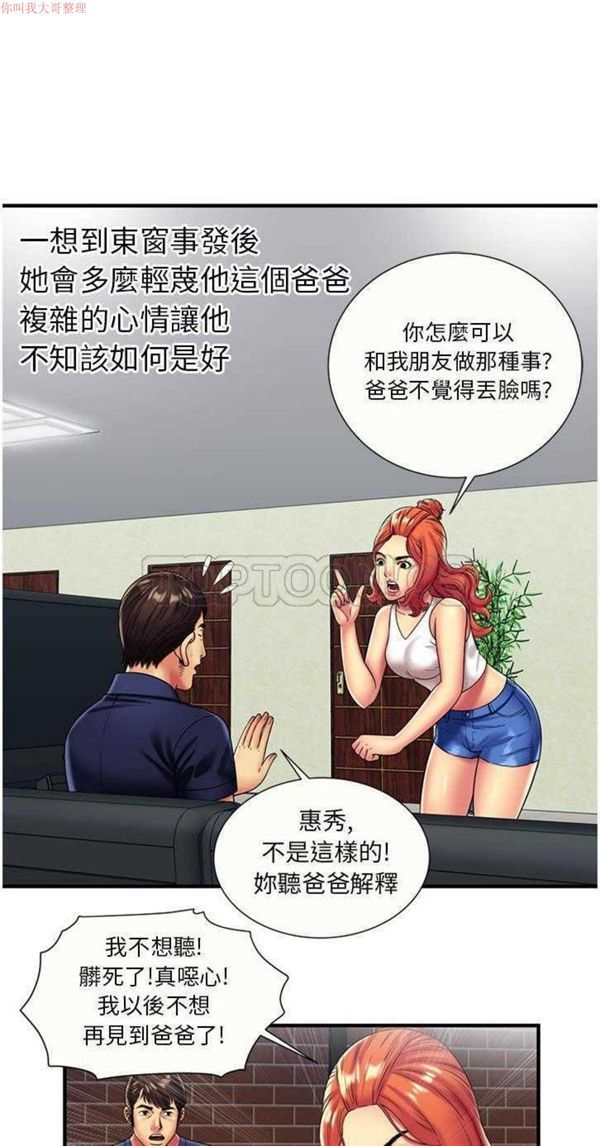 你叫我大哥整理
一想到東窗事發後
她會多麼輕蔑他這個爸爸
複雜的心情讓他
不知該如何是好
你怎麼可以
和我朋友做那種事?
爸爸不覺得丟臉嗎?
惠秀,
不是這樣的!
妳聽爸爸解釋
我不想聽!
髒死了!真噁心!
我以後不想
再見到爸爸了!